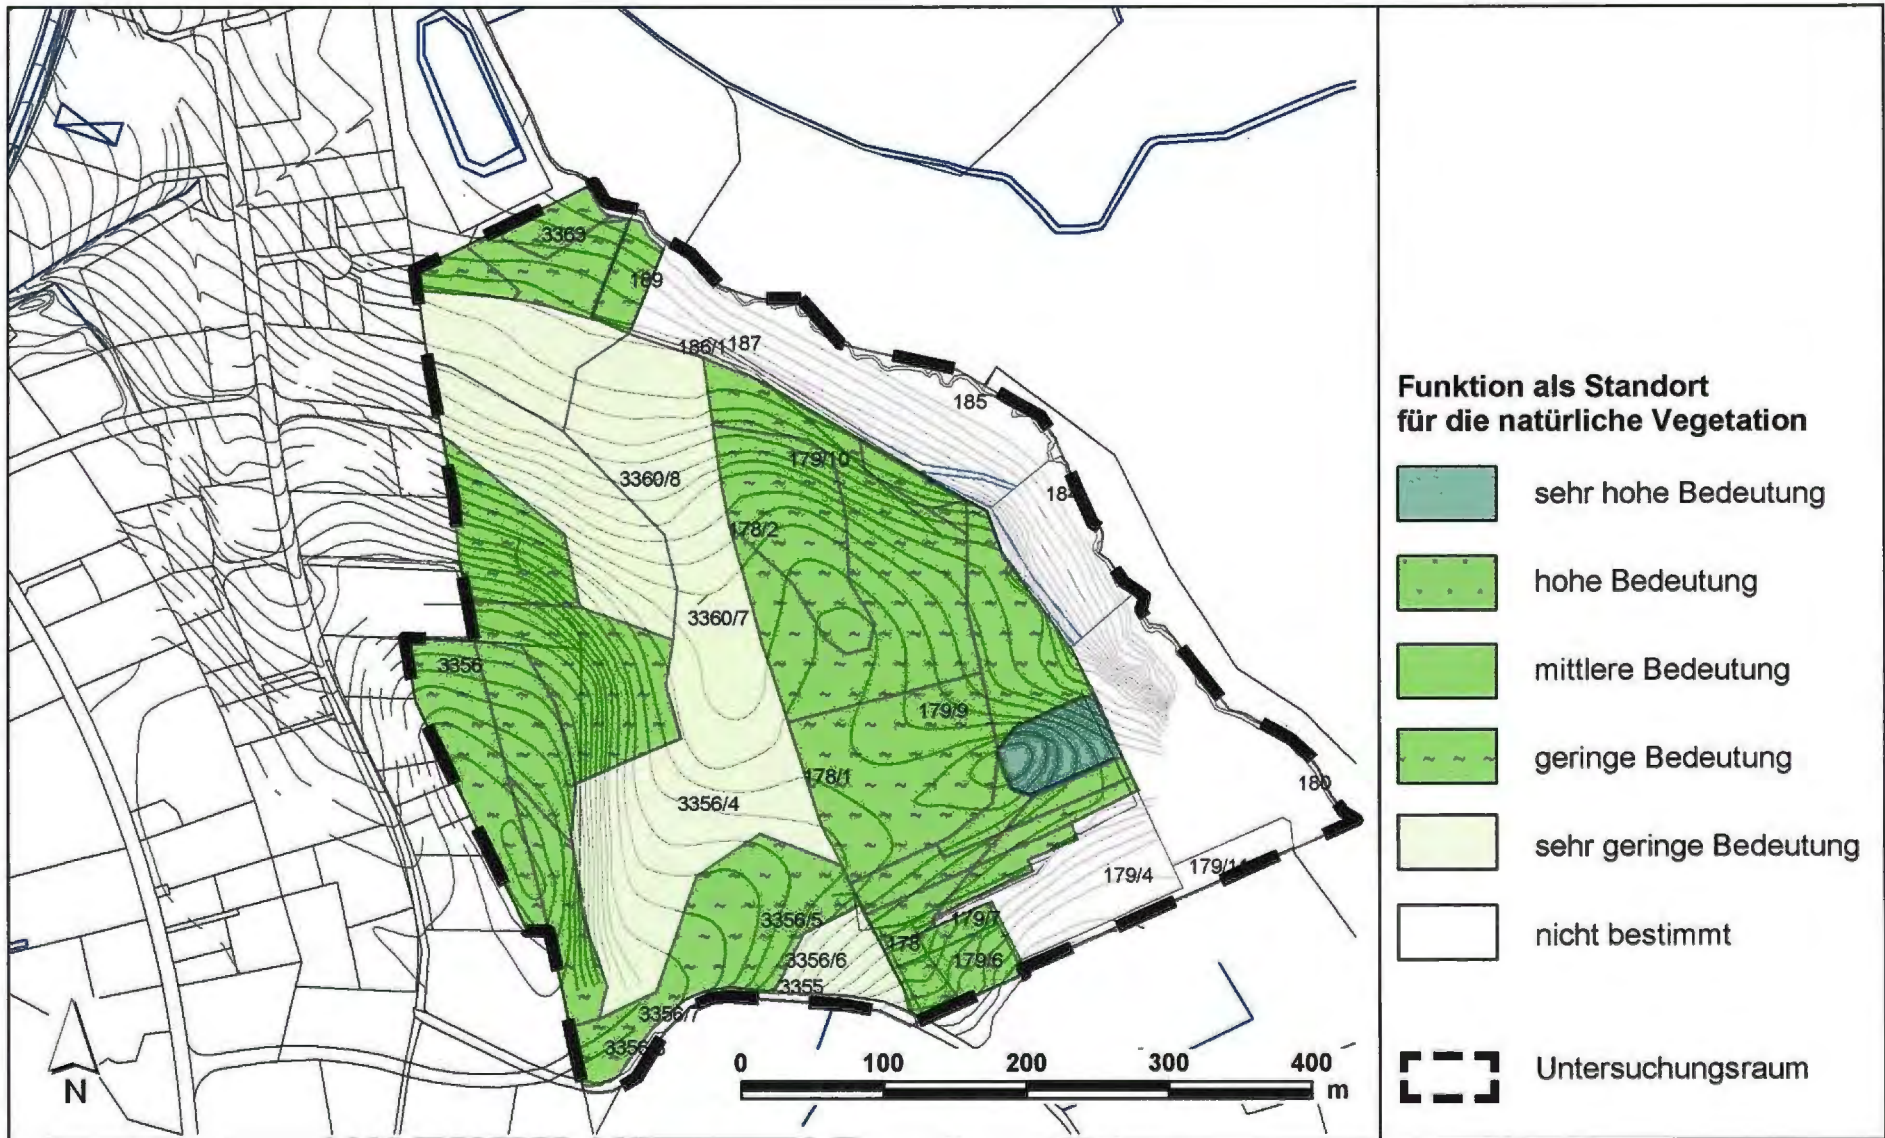 3363
189
186/1187
185
3360/8
179/10
184
178/2
3360/7
3356
179/9
178/1
3356/4
180
179/4
3356/5
179/7
178
3356/6
179/6
3355
3356/7
N
0 100 200 300 400
m
Funktion als Standort
für die natürliche Vegetation
sehr hohe Bedeutung
hohe Bedeutung
mittlere Bedeutung
geringe Bedeutung
sehr geringe Bedeutung
nicht bestimmt
Untersuchungsraum